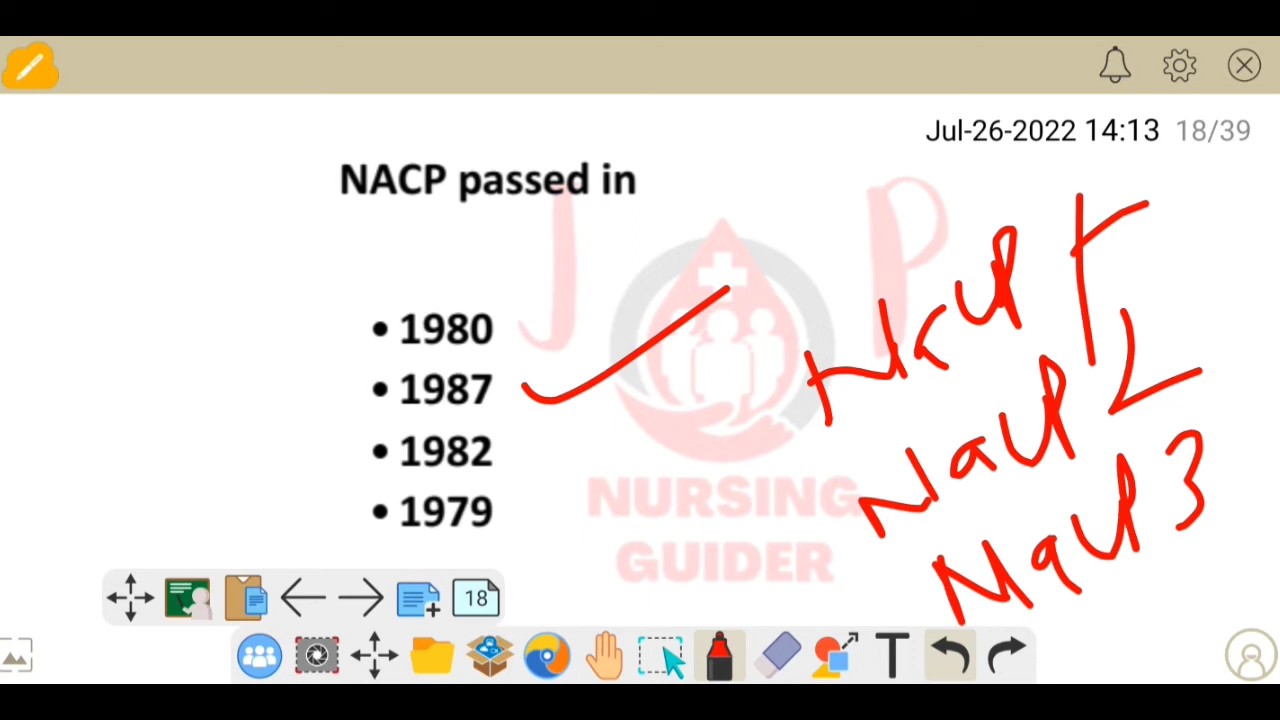 Jul-26-2022 14:13 18/39
NACP passed in
J P
• 1980
• 1987
• 1982
• 1979
NURSING
GUIDER
NaCP 1
NaCP 2
NaCP 3
18
T